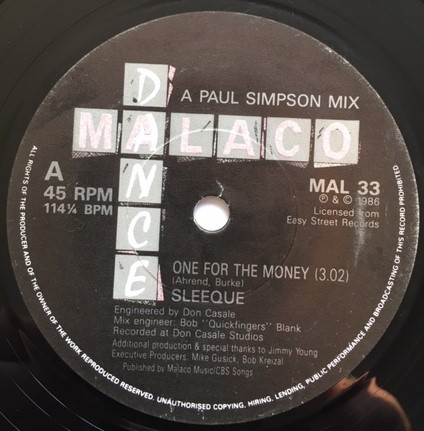 A PAUL SIMPSON MIX
MALACO
DANCE
A
45 RPM
114¼ BPM
MAL 33
℗ & © 1986
Licensed from
Easy Street Records
ONE FOR THE MONEY (3.02)
(Ahrend, Burke)
SLEEQUE
Engineered by Don Casale
Mix engineer: Bob "Quickfingers" Blank
Recorded at Don Casale Studios
Additional production & special thanks to Jimmy Young
Executive Producers: Mike Gusick, Bob Kreizal
Published by Malaco Music/CBS Songs
ALL RIGHTS OF THE PRODUCER AND OF THE OWNER OF THE WORK REPRODUCED RESERVED. UNAUTHORISED COPYING, HIRING, LENDING, PUBLIC PERFORMANCE AND BROADCASTING OF THIS RECORD PROHIBITED